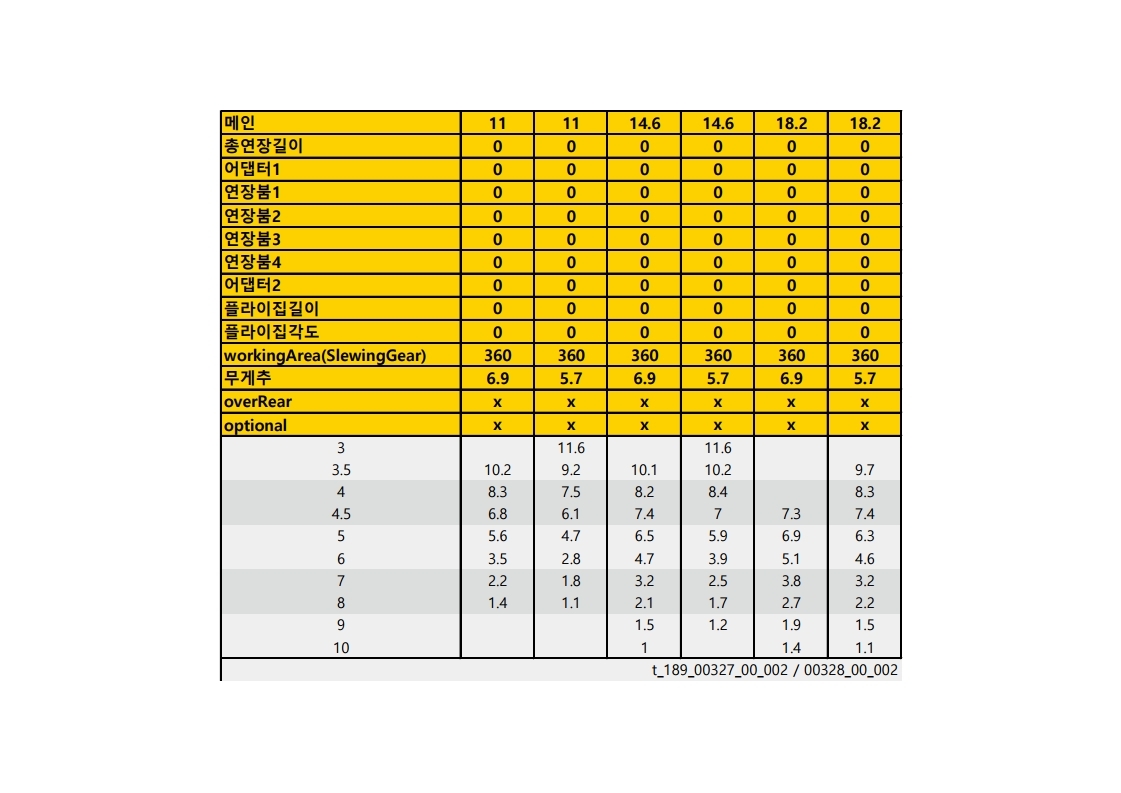 메인 11 11 14.6 14.6 18.2 18.2
총연장길이 0 0 0 0 0 0
어댑터1 0 0 0 0 0 0
연장붐1 0 0 0 0 0 0
연장붐2 0 0 0 0 0 0
연장붐3 0 0 0 0 0 0
연장붐4 0 0 0 0 0 0
어댑터2 0 0 0 0 0 0
플라이집길이 0 0 0 0 0 0
플라이집각도 0 0 0 0 0 0
workingArea(SlewingGear) 360 360 360 360 360 360
무게추 6.9 5.7 6.9 5.7 6.9 5.7
overRear x x x x x x
optional x x x x x x
3 11.6 11.6
3.5 10.2 9.2 10.1 10.2 9.7
4 8.3 7.5 8.2 8.4 8.3
4.5 6.8 6.1 7.4 7 7.3 7.4
5 5.6 4.7 6.5 5.9 6.9 6.3
6 3.5 2.8 4.7 3.9 5.1 4.6
7 2.2 1.8 3.2 2.5 3.8 3.2
8 1.4 1.1 2.1 1.7 2.7 2.2
9 1.5 1.2 1.9 1.5
10 1 1.4 1.1
t_189_00327_00_002 / 00328_00_002